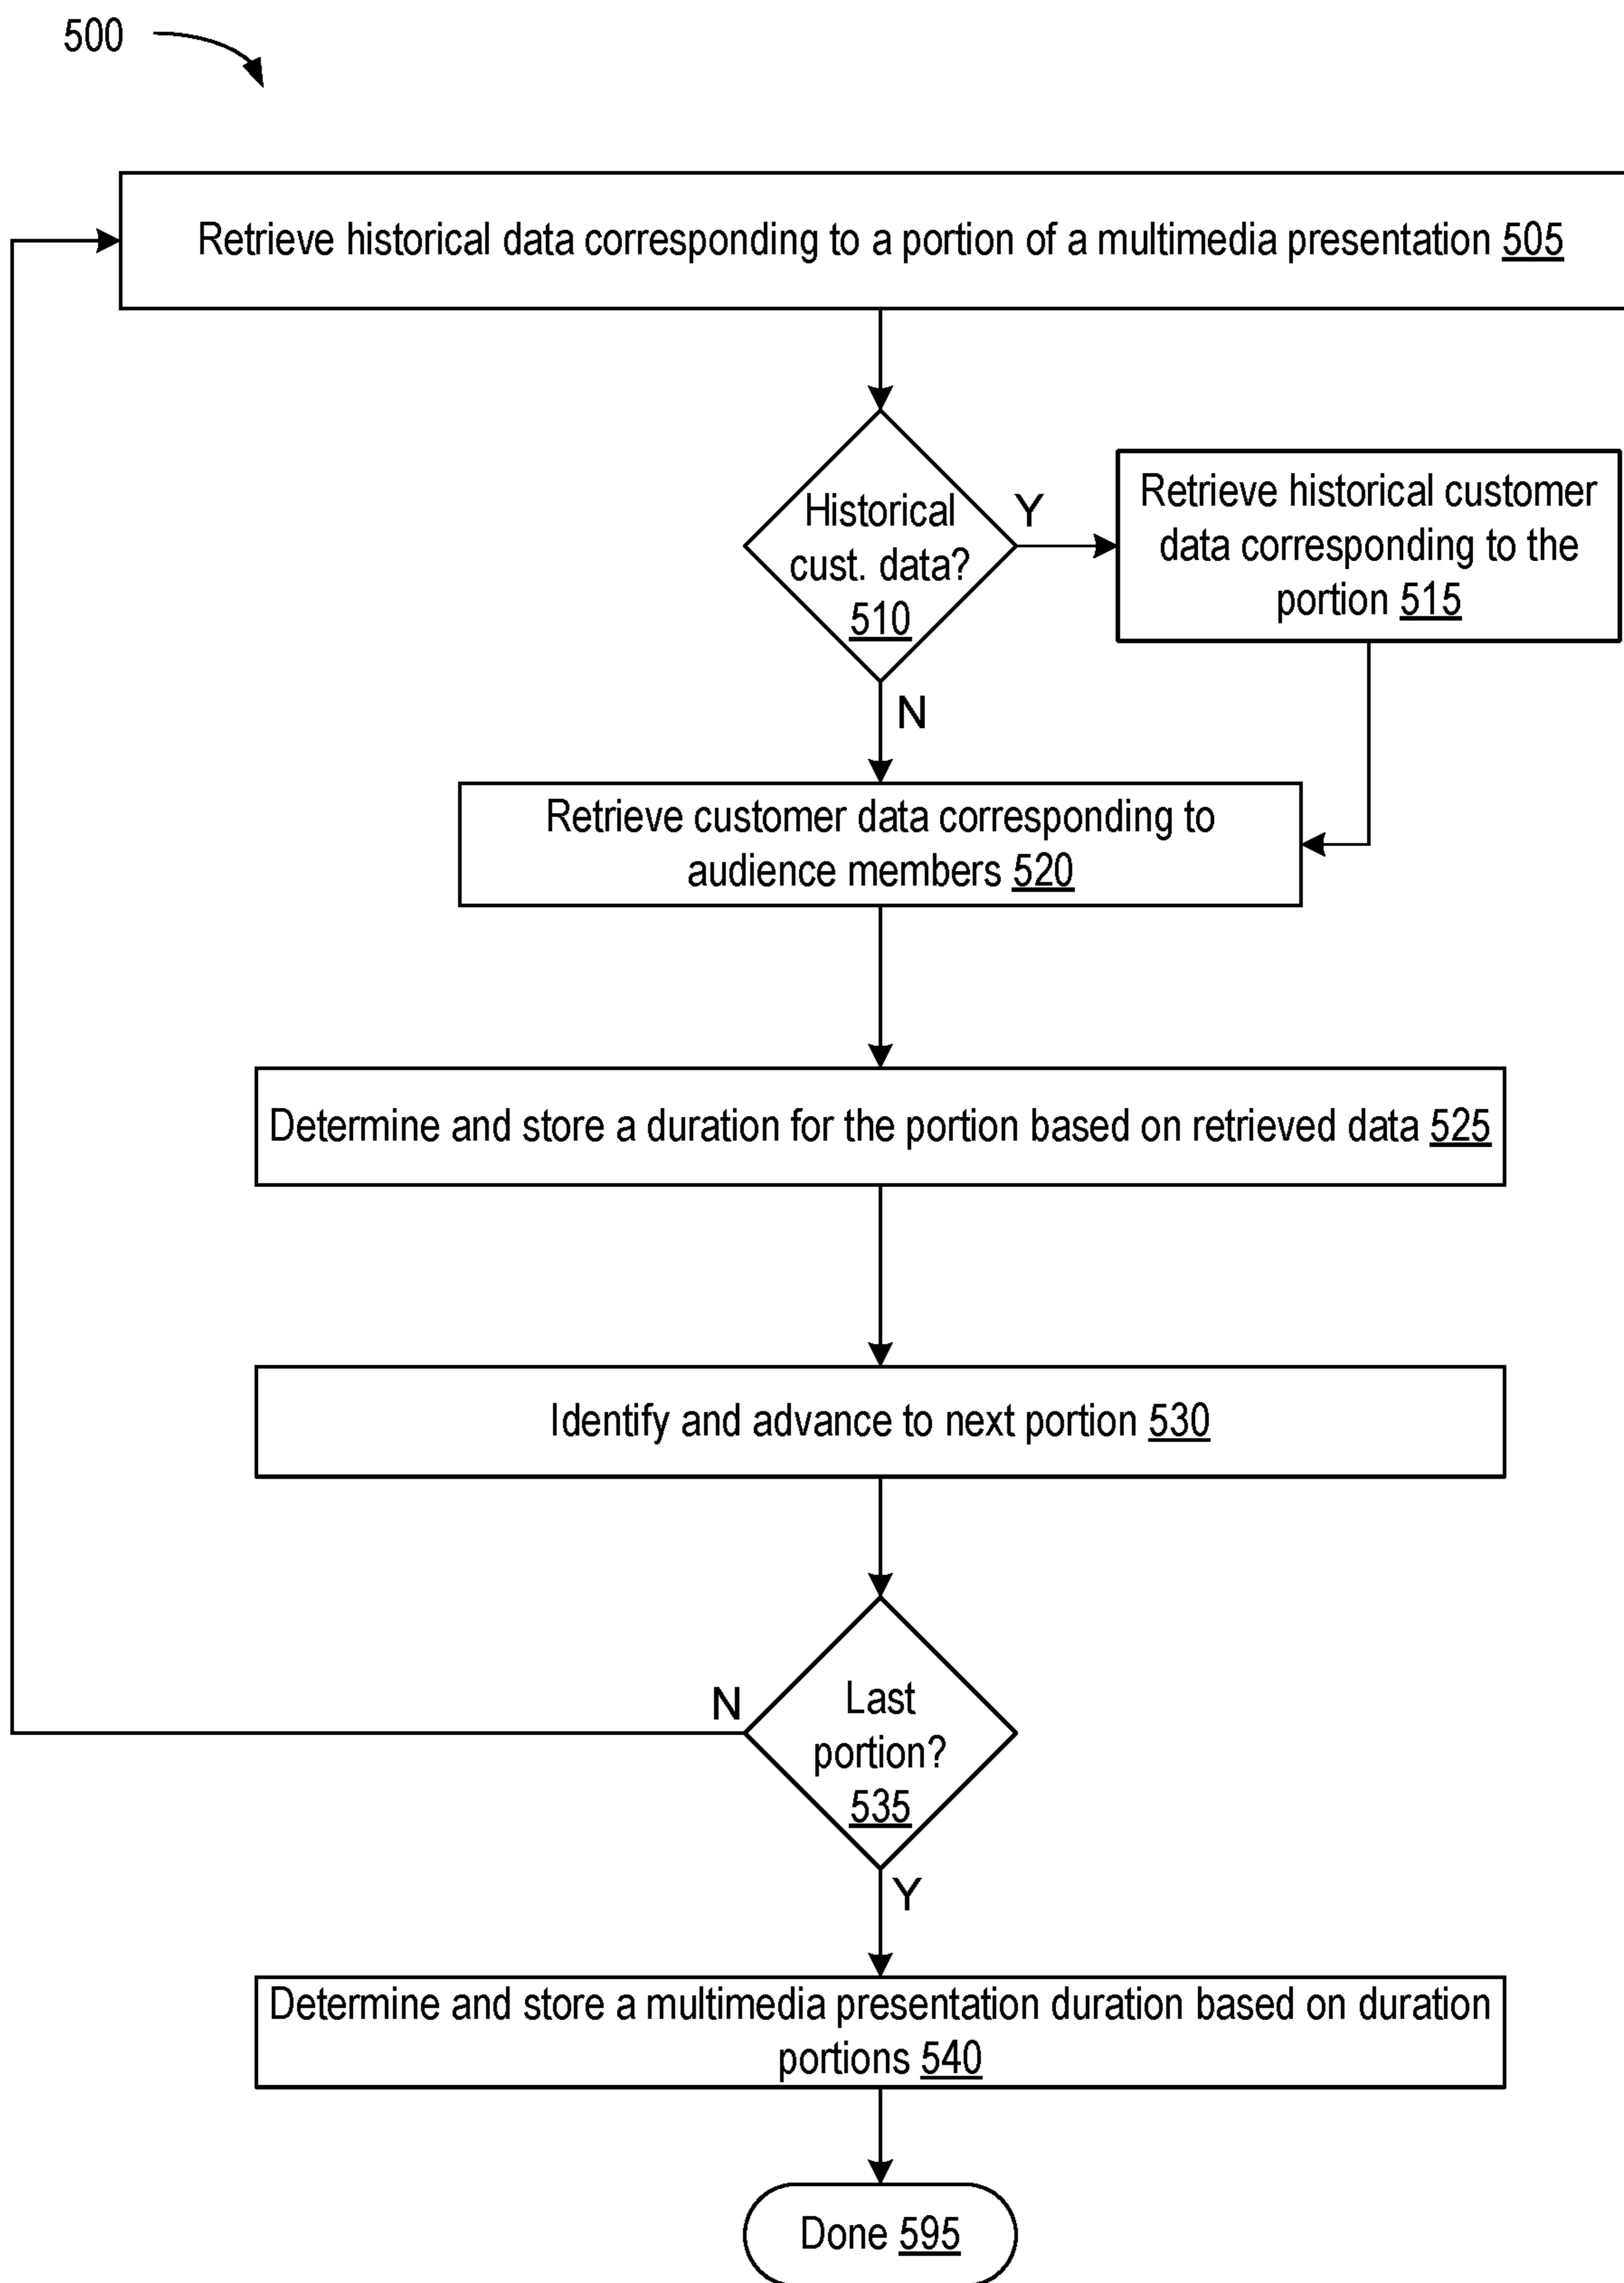 500
Retrieve historical data corresponding to a portion of a multimedia presentation 505
Historical
cust. data?
510
Y
Retrieve historical customer
data corresponding to the
portion 515
N
Retrieve customer data corresponding to
audience members 520
Determine and store a duration for the portion based on retrieved data 525
Identify and advance to next portion 530
N
Last
portion?
535
Y
Determine and store a multimedia presentation duration based on duration
portions 540
Done 595